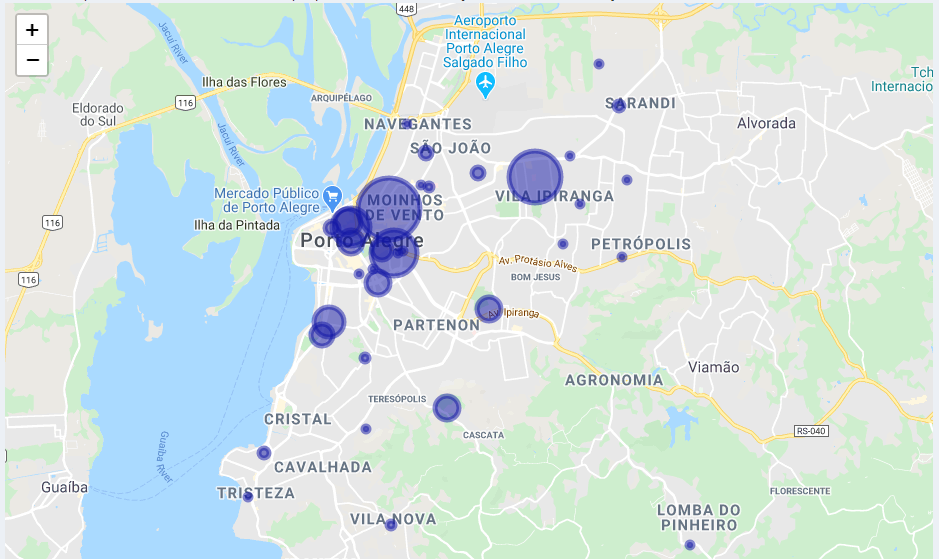 448
Aeroporto
Internacional
Porto Alegre
Salgado Filho
+
−
Jacuí River
Ilha das Flores
116
ARQUIPÉLAGO
Eldorado
do Sul
NAVEGANTES
SARANDI
Tch
Internacio
Alvorada
Jacuí River
SÃO JOÃO
Mercado Público
de Porto Alegre
MOINHOS
DE VENTO
VILA IPIRANGA
116
Ilha da Pintada
Porto Alegre
PETRÓPOLIS
Av. Protásio Alves
116
BOM JESUS
Av. Ipiranga
PARTENON
Viamão
AGRONOMIA
TERESÓPOLIS
CRISTAL
CASCATA
RS-040
Guaíba River
CAVALHADA
Guaíba
TRISTEZA
FLORESCENTE
VILA NOVA
LOMBA DO
PINHEIRO